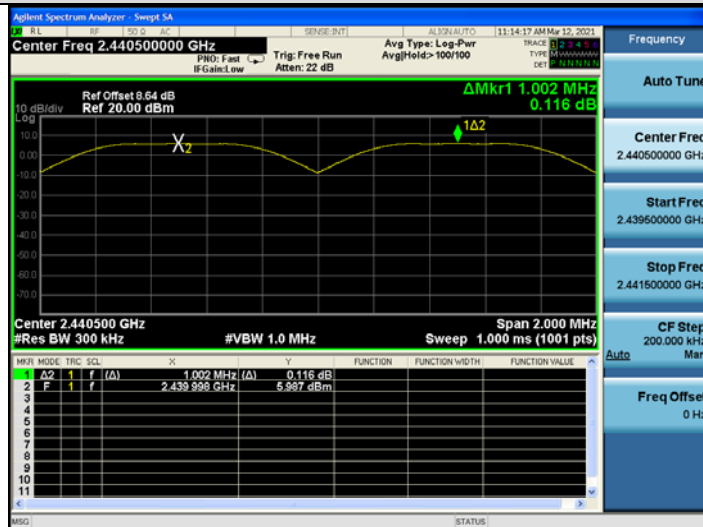 Agilent Spectrum Analyzer - Swept SA
RL RF 50 Ω AC SENSE:INT ALIGN AUTO 11:14:17 AM Mar 12, 2021
Center Freq 2.440500000 GHz
PNO: Fast
IFGain:Low
Trig: Free Run
Atten: 22 dB
Avg Type: Log-Pwr
Avg|Hold:>100/100
TRACE 1 2 3 4 5 6
TYPE M
DET P N N N N N
Ref Offset 8.64 dB
Ref 20.00 dBm
10 dB/div
Log
ΔMkr1 1.002 MHz
0.116 dB
10.0
0.00
-10.0
-20.0
-30.0
-40.0
-50.0
-60.0
-70.0
X2
1Δ2
Center 2.440500 GHz
Span 2.000 MHz
#Res BW 300 kHz
#VBW 1.0 MHz
Sweep 1.000 ms (1001 pts)
MKR MODE TRC SCL X Y FUNCTION FUNCTION WIDTH FUNCTION VALUE
1 Δ2 1 f (Δ) 1.002 MHz (Δ) 0.116 dB
2 F 1 f 2.439 998 GHz 5.987 dBm
3
4
5
6
7
8
9
10
11
MSG
STATUS
Frequency
Auto Tune
Center Freq
2.440500000 GHz
Start Freq
2.439500000 GHz
Stop Freq
2.441500000 GHz
CF Step
200.000 kHz
Auto Man
Freq Offset
0 Hz